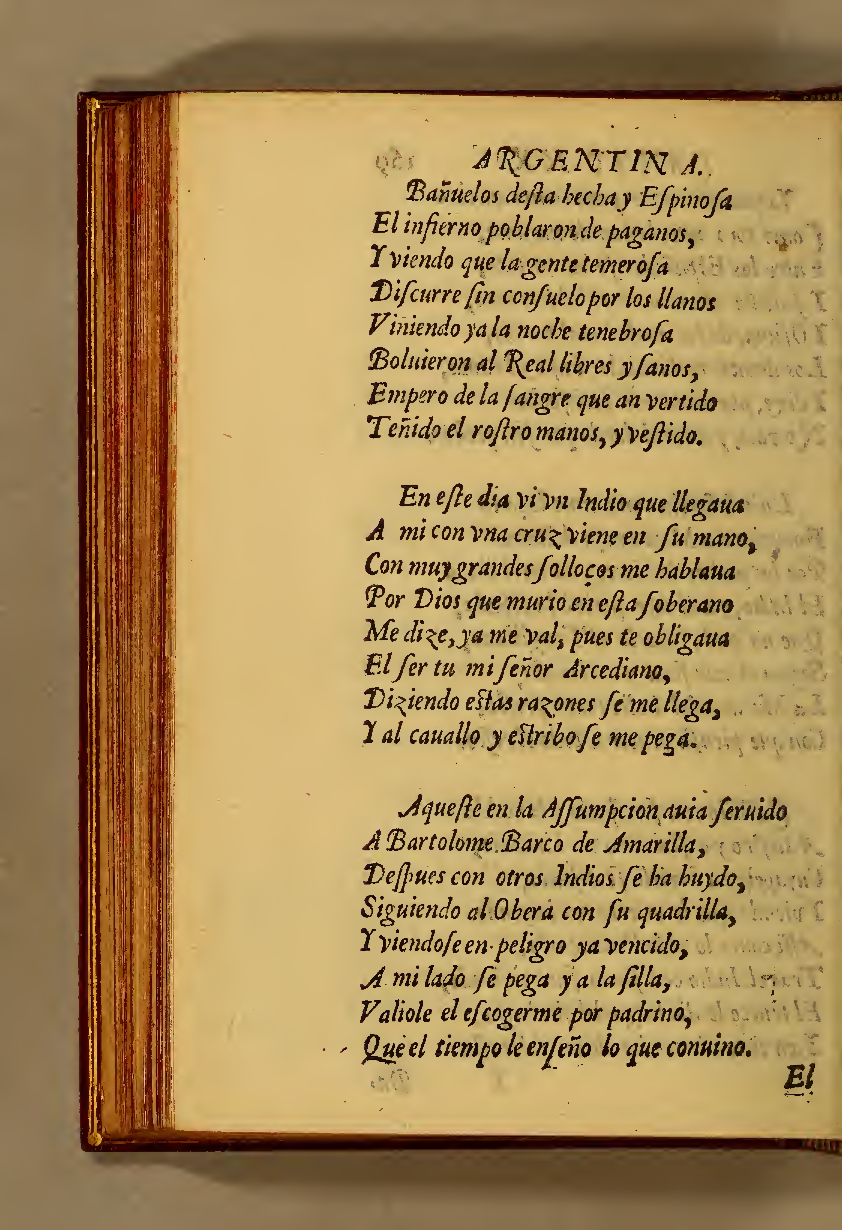 ARGENTINA.
Bañuelos desta hecha y Espinosa
El infierno poblaron de paganos,
Y viendo que la gente temerosa
Discurre sin consuelo por los llanos
Viniendo ya la noche tenebrosa
Boluieron al Real libres y sanos,
Empero de la sangre que an vertido
Teñido el rostro manos, y vestido.
En este dia vi vn Indio que llegaua
A mi con vna cruz viene en su mano,
Con muy grandes solloços me hablaua
Por Dios que murio en esta soberano
Me dize, ya me val, pues te obligaua
El ser tu mi señor Arcediano,
Diziendo estas razones se me llega,
Y al cauallo y estribo se me pega.
Aqueste en la Assumpcion auia seruido
A Bartolome Barco de Amarilla,
Despues con otros Indios se ha huydo,
Siguiendo al Obera con su quadrilla,
Y viendose en peligro ya vencido,
A mi lado se pega y a la silla,
Valiole el escogerme por padrino,
Que el tiempo le enseño lo que conuino.
El